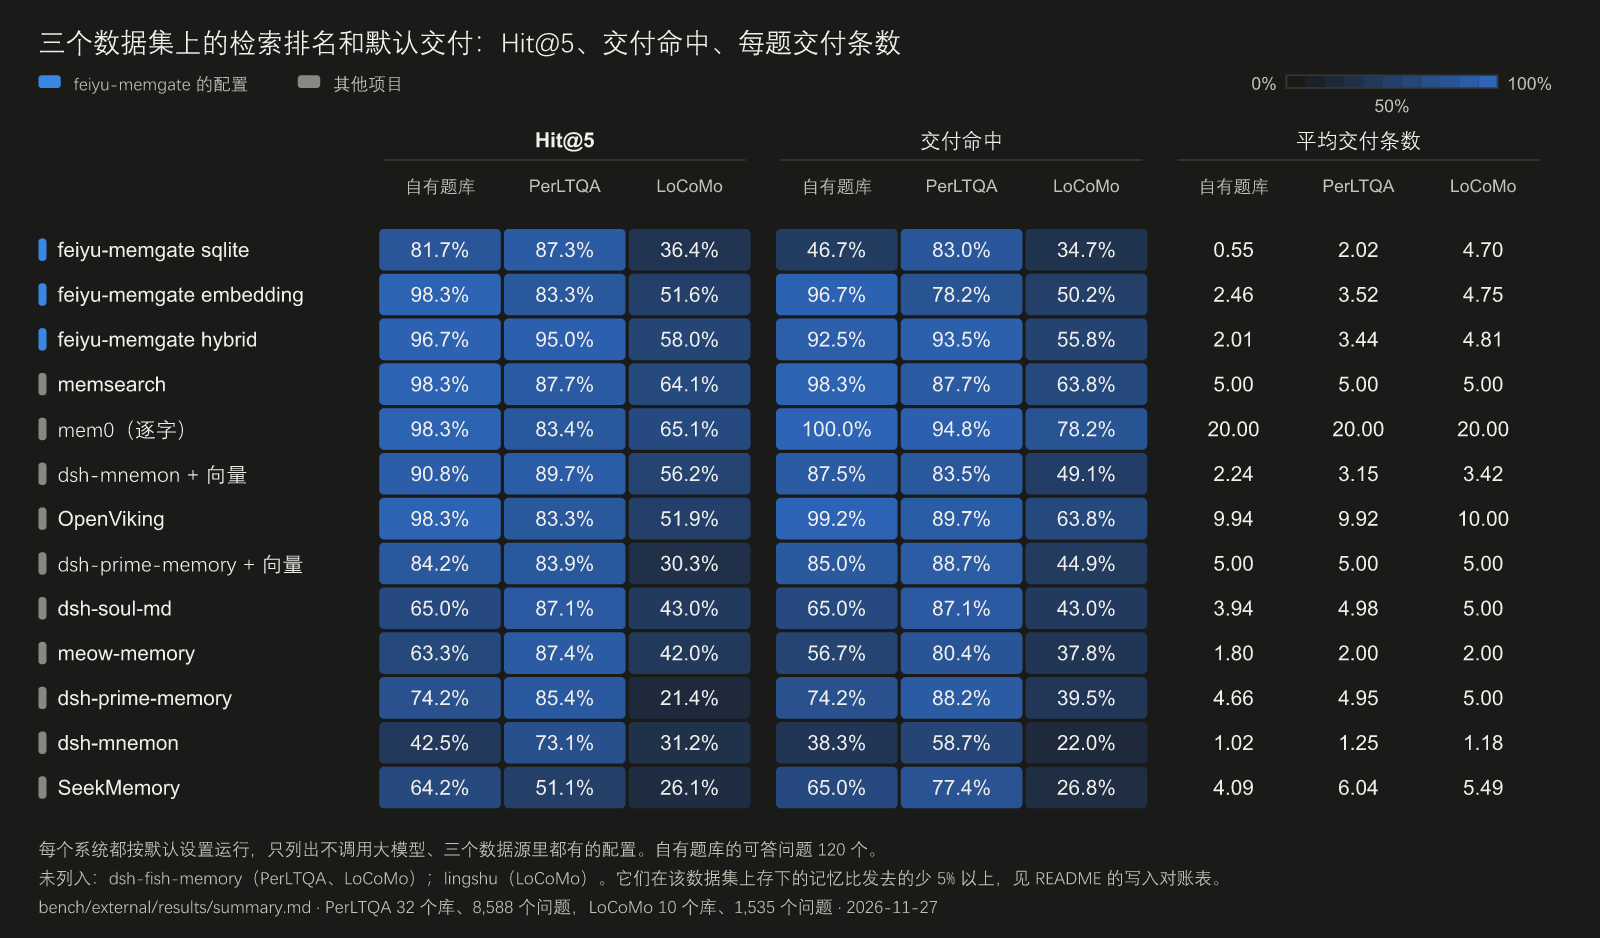 三个数据集上的检索排名和默认交付：Hit@5、交付命中、每题交付条数
feiyu-memgate 的配置 其他项目 0% 100%
50%
Hit@5 交付命中 平均交付条数
自有题库 PerLTQA LoCoMo 自有题库 PerLTQA LoCoMo 自有题库 PerLTQA LoCoMo
feiyu-memgate sqlite 81.7% 87.3% 36.4% 46.7% 83.0% 34.7% 0.55 2.02 4.70
feiyu-memgate embedding 98.3% 83.3% 51.6% 96.7% 78.2% 50.2% 2.46 3.52 4.75
feiyu-memgate hybrid 96.7% 95.0% 58.0% 92.5% 93.5% 55.8% 2.01 3.44 4.81
memsearch 98.3% 87.7% 64.1% 98.3% 87.7% 63.8% 5.00 5.00 5.00
mem0（逐字） 98.3% 83.4% 65.1% 100.0% 94.8% 78.2% 20.00 20.00 20.00
dsh-mnemon + 向量 90.8% 89.7% 56.2% 87.5% 83.5% 49.1% 2.24 3.15 3.42
OpenViking 98.3% 83.3% 51.9% 99.2% 89.7% 63.8% 9.94 9.92 10.00
dsh-prime-memory + 向量 84.2% 83.9% 30.3% 85.0% 88.7% 44.9% 5.00 5.00 5.00
dsh-soul-md 65.0% 87.1% 43.0% 65.0% 87.1% 43.0% 3.94 4.98 5.00
meow-memory 63.3% 87.4% 42.0% 56.7% 80.4% 37.8% 1.80 2.00 2.00
dsh-prime-memory 74.2% 85.4% 21.4% 74.2% 88.2% 39.5% 4.66 4.95 5.00
dsh-mnemon 42.5% 73.1% 31.2% 38.3% 58.7% 22.0% 1.02 1.25 1.18
SeekMemory 64.2% 51.1% 26.1% 65.0% 77.4% 26.8% 4.09 6.04 5.49
每个系统都按默认设置运行，只列出不调用大模型、三个数据源里都有的配置。自有题库的可答问题 120 个。
未列入：dsh-fish-memory（PerLTQA、LoCoMo）；lingshu（LoCoMo）。它们在该数据集上存下的记忆比发去的少 5% 以上，见 README 的写入对账表。
bench/external/results/summary.md · PerLTQA 32 个库、8,588 个问题，LoCoMo 10 个库、1,535 个问题 · 2026-11-27